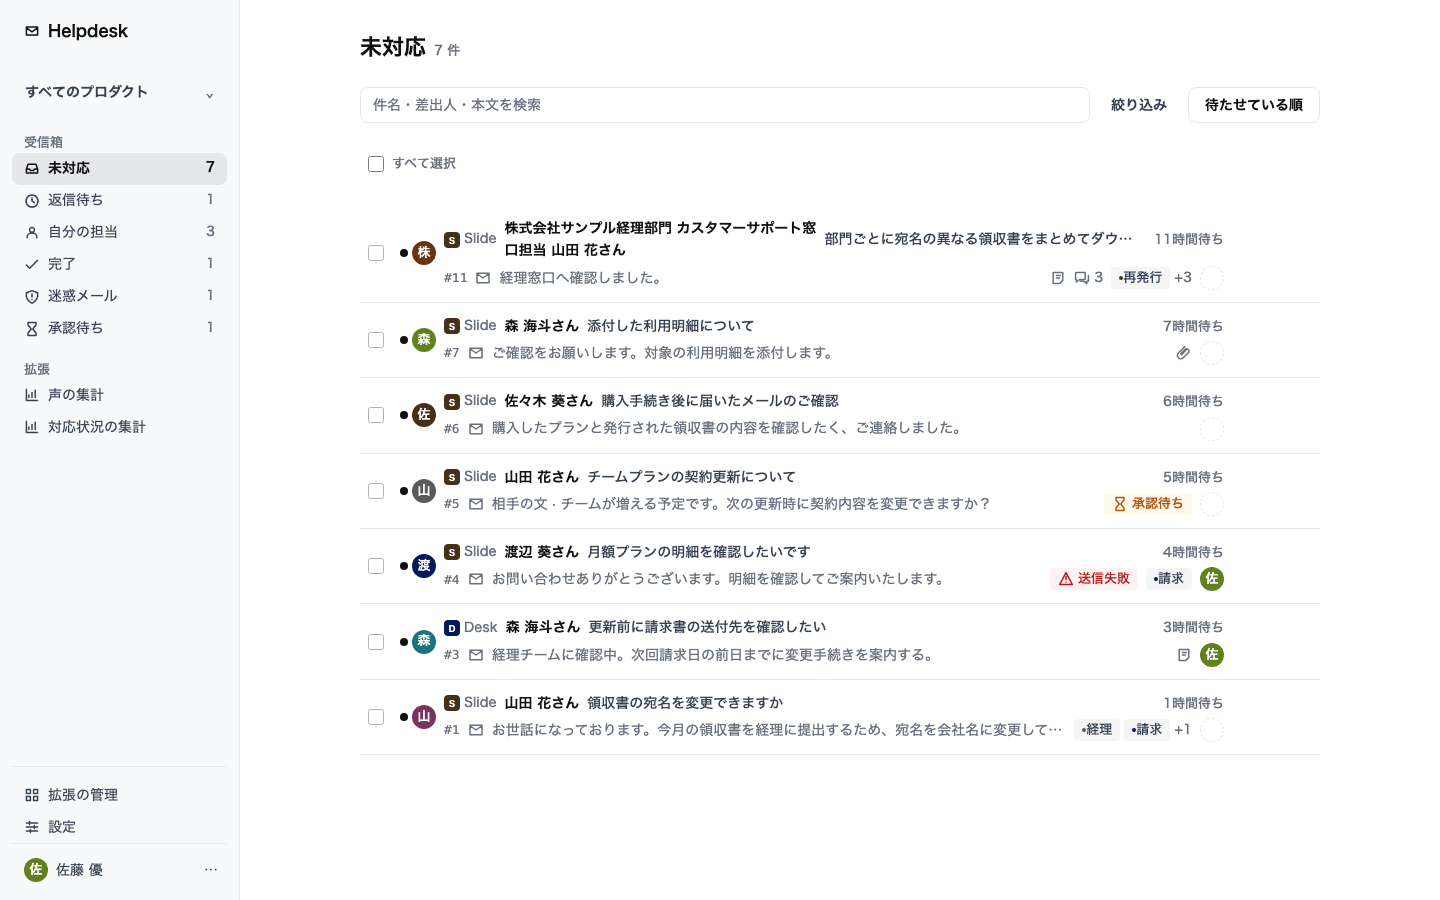 Helpdesk
すべてのプロダクト
受信箱
未対応 7
返信待ち 1
自分の担当 3
完了 1
迷惑メール 1
承認待ち 1
拡張
声の集計
対応状況の集計
拡張の管理
設定
佐 佐藤 優 …
未対応 7 件
件名・差出人・本文を検索 絞り込み 待たせている順
すべて選択
株 S Slide 株式会社サンプル経理部門 カスタマーサポート窓
口担当 山田 花さん 部門ごとに宛名の異なる領収書をまとめてダウ… 11時間待ち
#11 経理窓口へ確認しました。 3 •再発行 +3
森 S Slide 森 海斗さん 添付した利用明細について 7時間待ち
#7 ご確認をお願いします。対象の利用明細を添付します。
佐 S Slide 佐々木 葵さん 購入手続き後に届いたメールのご確認 6時間待ち
#6 購入したプランと発行された領収書の内容を確認したく、ご連絡しました。
山 S Slide 山田 花さん チームプランの契約更新について 5時間待ち
#5 相手の文 · チームが増える予定です。次の更新時に契約内容を変更できますか？ 承認待ち
渡 S Slide 渡辺 葵さん 月額プランの明細を確認したいです 4時間待ち
#4 お問い合わせありがとうございます。明細を確認してご案内いたします。 送信失敗 •請求 佐
森 D Desk 森 海斗さん 更新前に請求書の送付先を確認したい 3時間待ち
#3 経理チームに確認中。次回請求日の前日までに変更手続きを案内する。 佐
山 S Slide 山田 花さん 領収書の宛名を変更できますか 1時間待ち
#1 お世話になっております。今月の領収書を経理に提出するため、宛名を会社名に変更して… •経理 •請求 +1